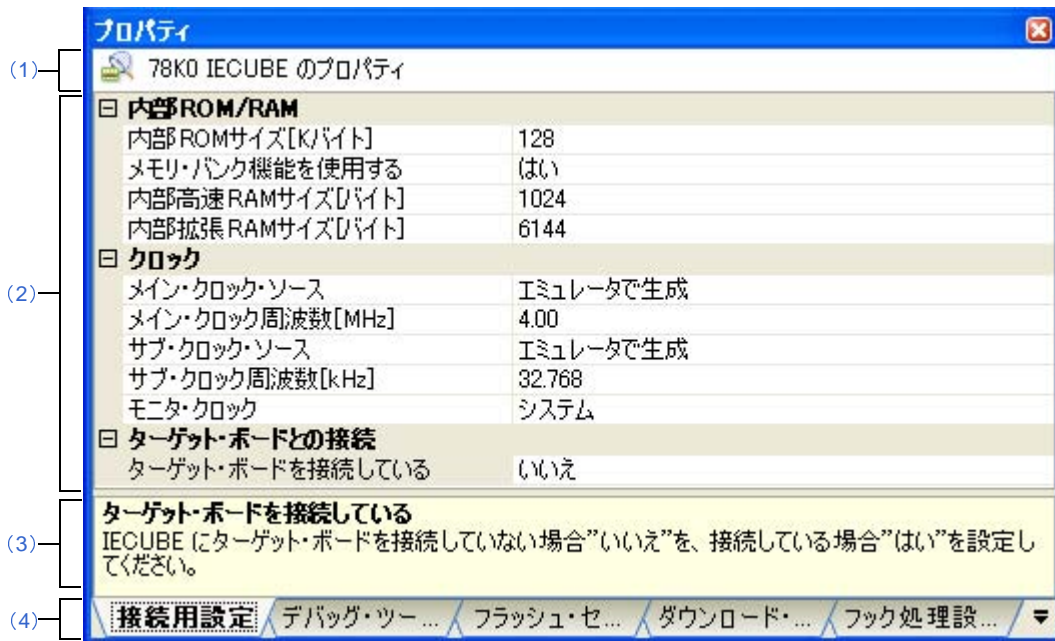 プロパティ
(1)
78K0 IECUBE のプロパティ
(2)
内部ROM/RAM
内部ROMサイズ[Kバイト] 128
メモリ・バンク機能を使用する はい
内部高速RAMサイズ[バイト] 1024
内部拡張RAMサイズ[バイト] 6144
クロック
メイン・クロック・ソース エミュレータで生成
メイン・クロック周波数[MHz] 4.00
サブ・クロック・ソース エミュレータで生成
サブ・クロック周波数[kHz] 32.768
モニタ・クロック システム
ターゲット・ボードとの接続
ターゲット・ボードを接続している いいえ
(3)
ターゲット・ボードを接続している
IECUBE にターゲット・ボードを接続していない場合”いいえ”を、接続している場合”はい”を設定し
てください。
(4)
接続用設定 デバッグ・ツー... フラッシュ・セ... ダウンロード・... フック処理設...